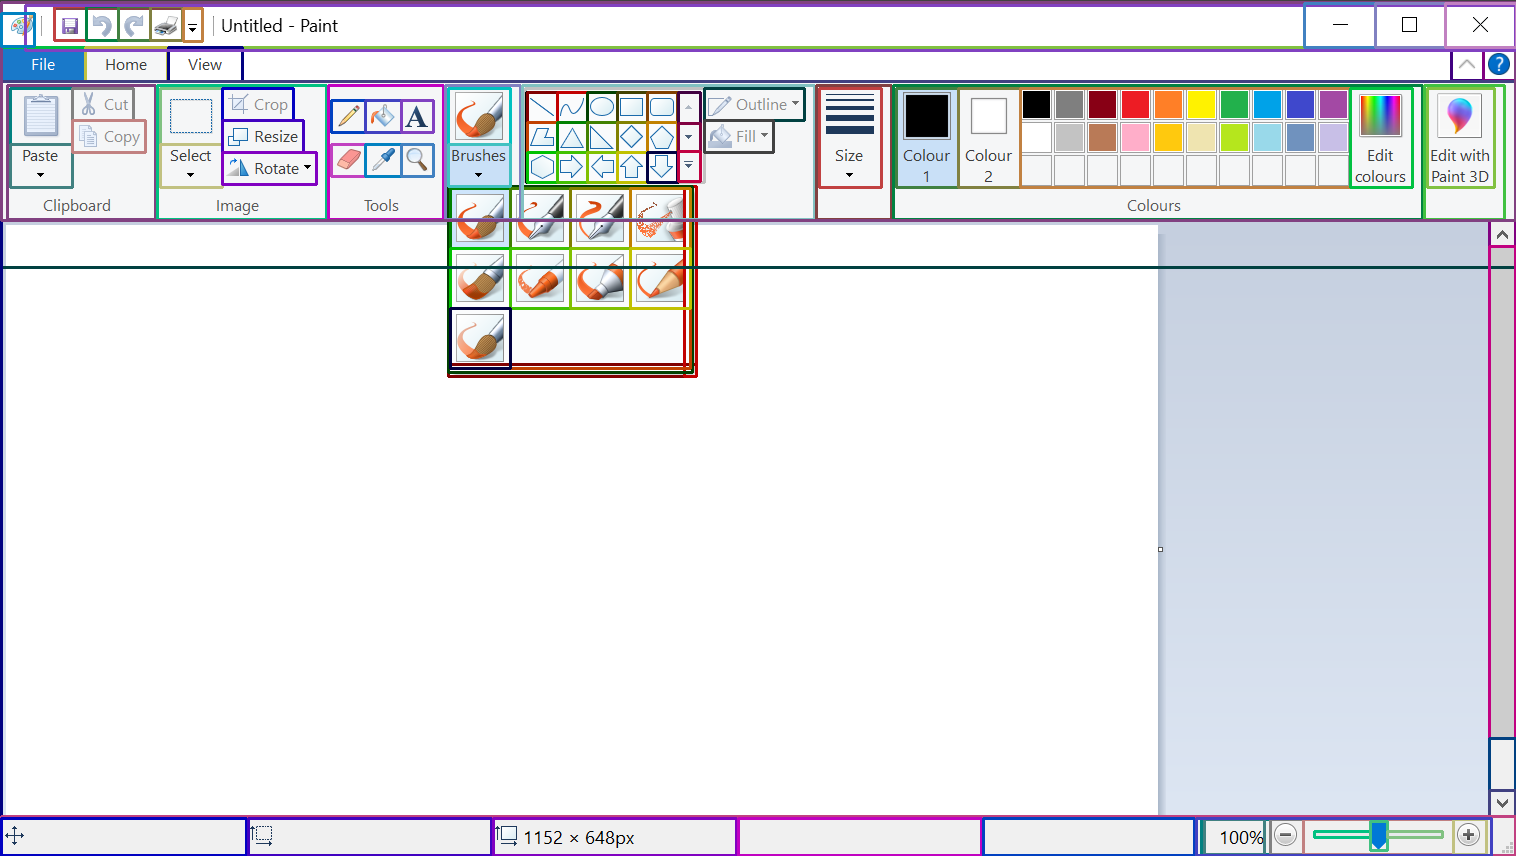 Untitled - Paint
File Home View ?
Paste
Cut
Copy
Clipboard
Select
Crop
Resize
Rotate
Image
A
Tools
Brushes
Outline
Fill
Size
Colour 1
Colour 2
Edit colours
Colours
Edit with Paint 3D
1152 × 648px
100%